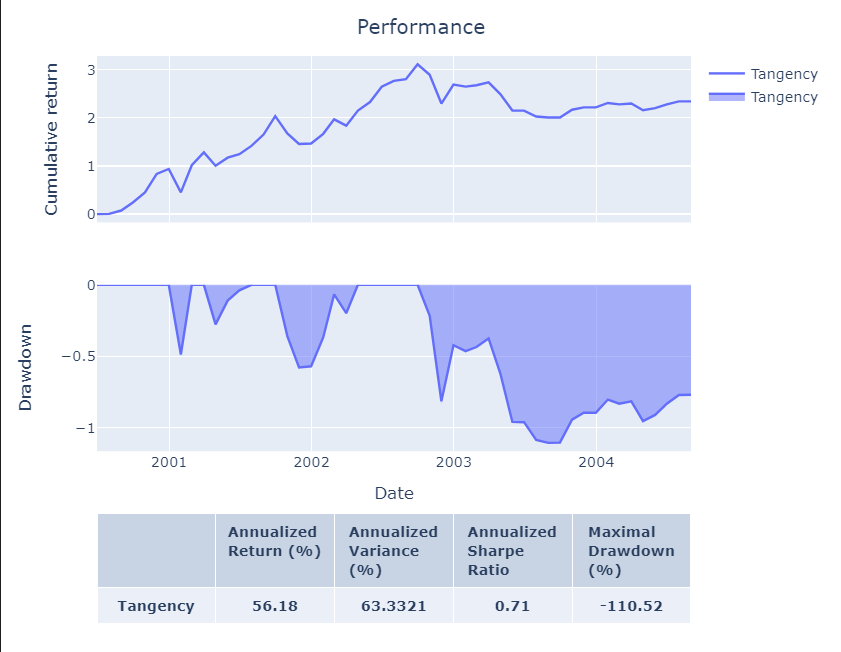 Performance
Cumulative return
3
2
1
0
Tangency
Tangency
Drawdown
0
−0.5
−1
2001 2002 2003 2004
Date
Annualized Return (%)
Annualized Variance (%)
Annualized Sharpe Ratio
Maximal Drawdown (%)
Tangency 56.18 63.3321 0.71 -110.52